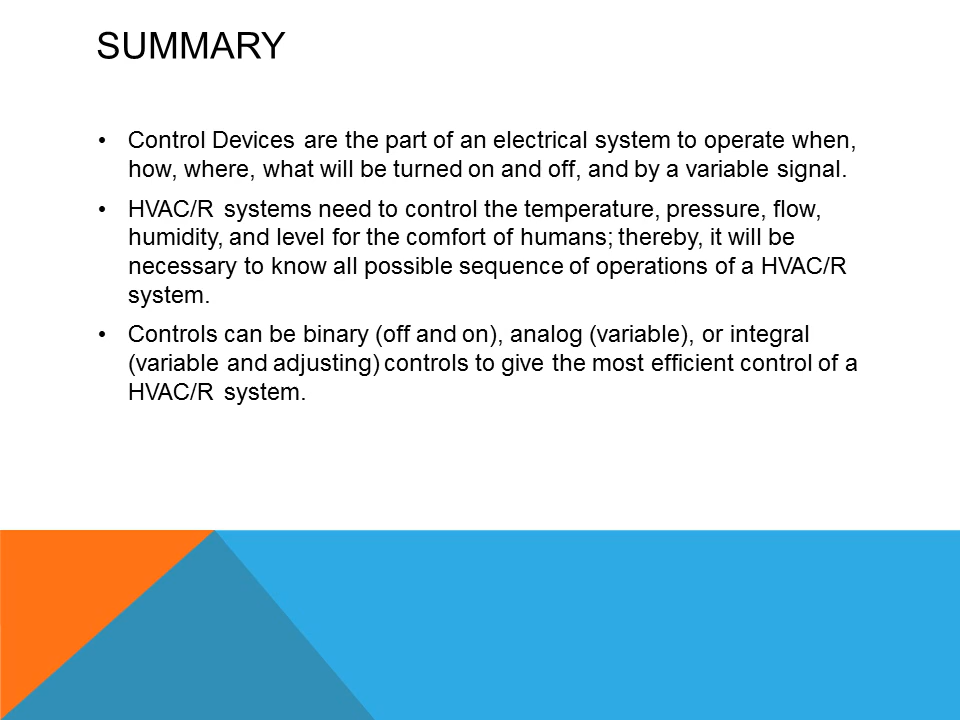 SUMMARY
• Control Devices are the part of an electrical system to operate when,
how, where, what will be turned on and off, and by a variable signal.
• HVAC/R systems need to control the temperature, pressure, flow,
humidity, and level for the comfort of humans; thereby, it will be
necessary to know all possible sequence of operations of a HVAC/R
system.
• Controls can be binary (off and on), analog (variable), or integral
(variable and adjusting) controls to give the most efficient control of a
HVAC/R system.